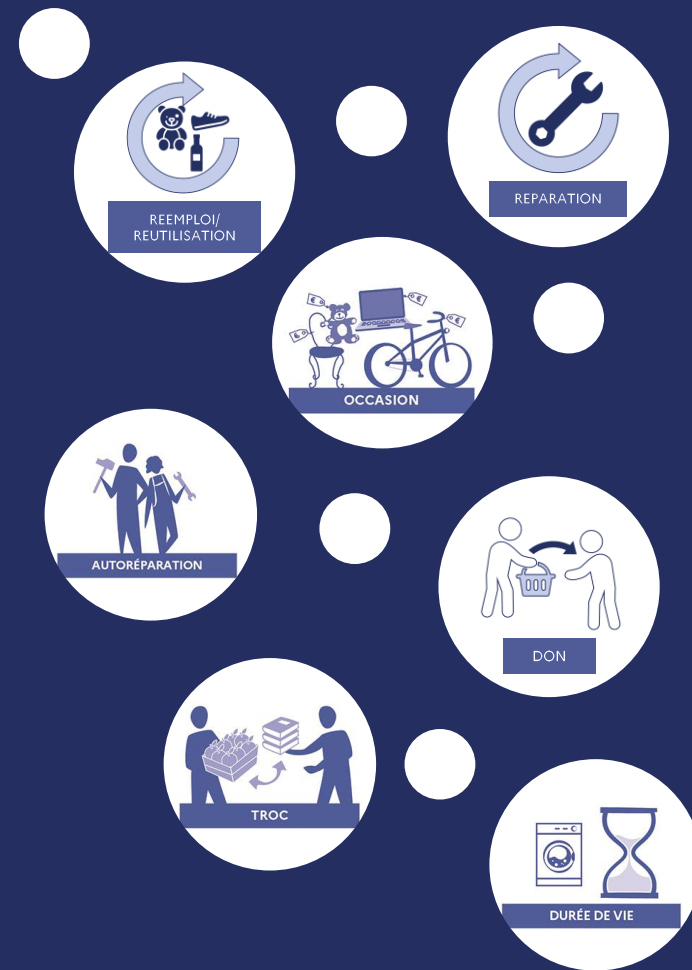 REEMPLOI/
REUTILISATION
REPARATION
€
€
€
€
OCCASION
AUTORÉPARATION
DON
TROC
DURÉE DE VIE